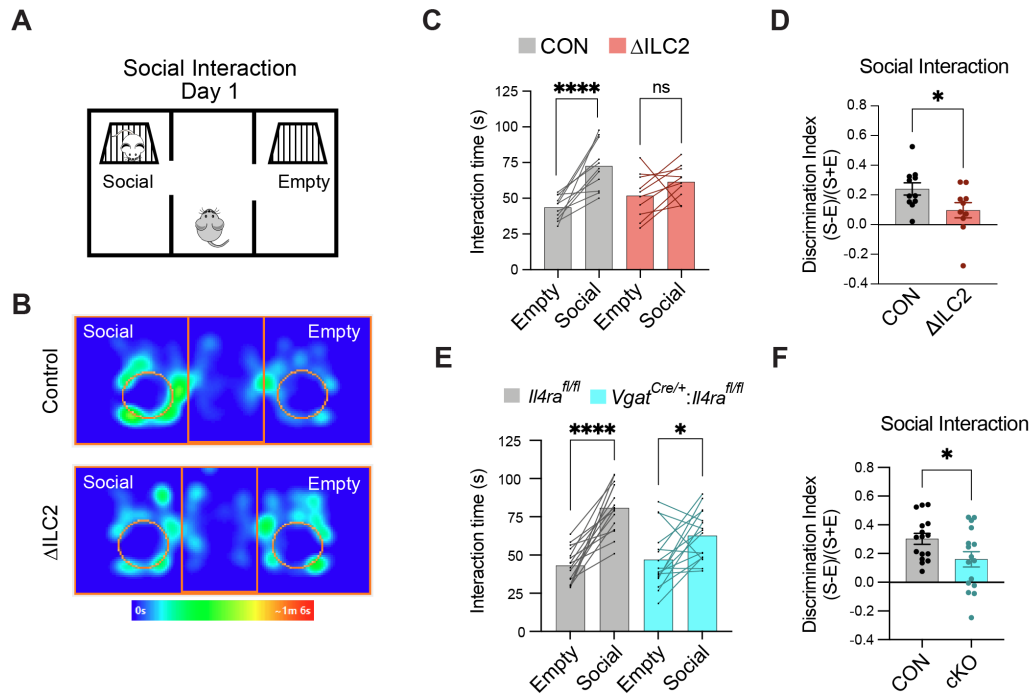 A
Social Interaction
Day 1
Social
Empty
B
Control
Social
Empty
ΔILC2
Social
Empty
0s
~1m 6s
C
CON
ΔILC2
Interaction time (s)
125
100
75
50
25
0
****
ns
Empty
Social
Empty
Social
D
Social Interaction
*
Discrimination Index
(S-E)/(S+E)
0.8
0.6
0.4
0.2
0.0
-0.2
-0.4
CON
ΔILC2
E
Il4ra^fl/fl
Vgat^Cre/+:Il4ra^fl/fl
Interaction time (s)
125
100
75
50
25
0
****
*
Empty
Social
Empty
Social
F
Social Interaction
*
Discrimination Index
(S-E)/(S+E)
0.8
0.6
0.4
0.2
0.0
-0.2
-0.4
CON
cKO